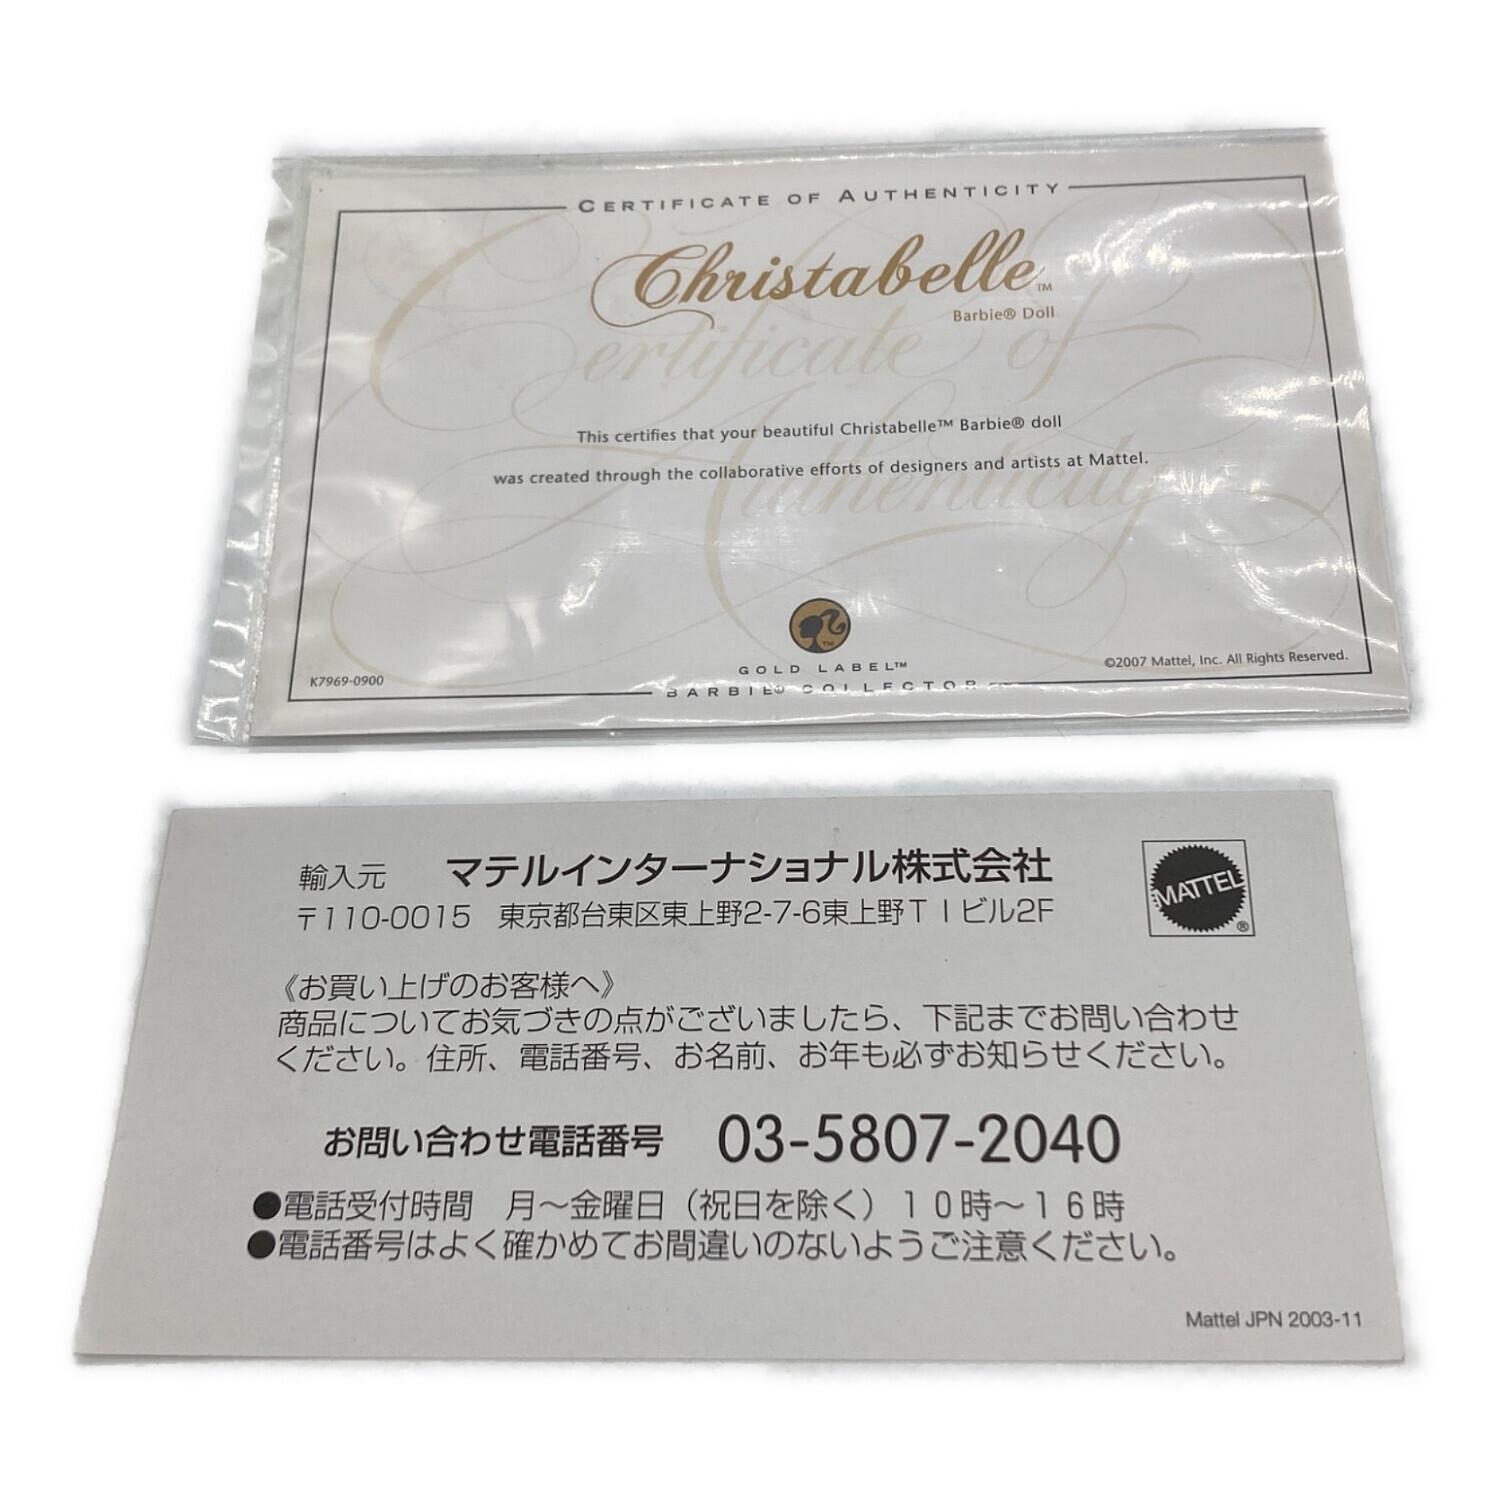 CERTIFICATE OF AUTHENTICITY
Christabelle™
Barbie® Doll
Certificate of
Authenticity
This certifies that your beautiful Christabelle™ Barbie® doll
was created through the collaborative efforts of designers and artists at Mattel.
™
GOLD LABEL™
BARBIE® COLLECTOR
K7969-0900
©2007 Mattel, Inc. All Rights Reserved.
輸入元 マテルインターナショナル株式会社
〒110-0015 東京都台東区東上野2-7-6東上野TIビル2F
MATTEL
®
《お買い上げのお客様へ》
商品についてお気づきの点がございましたら、下記までお問い合わせ
ください。住所、電話番号、お名前、お年も必ずお知らせください。
お問い合わせ電話番号 03-5807-2040
●電話受付時間 月～金曜日（祝日を除く）10時～16時
●電話番号はよく確かめてお間違いのないようご注意ください。
Mattel JPN 2003-11